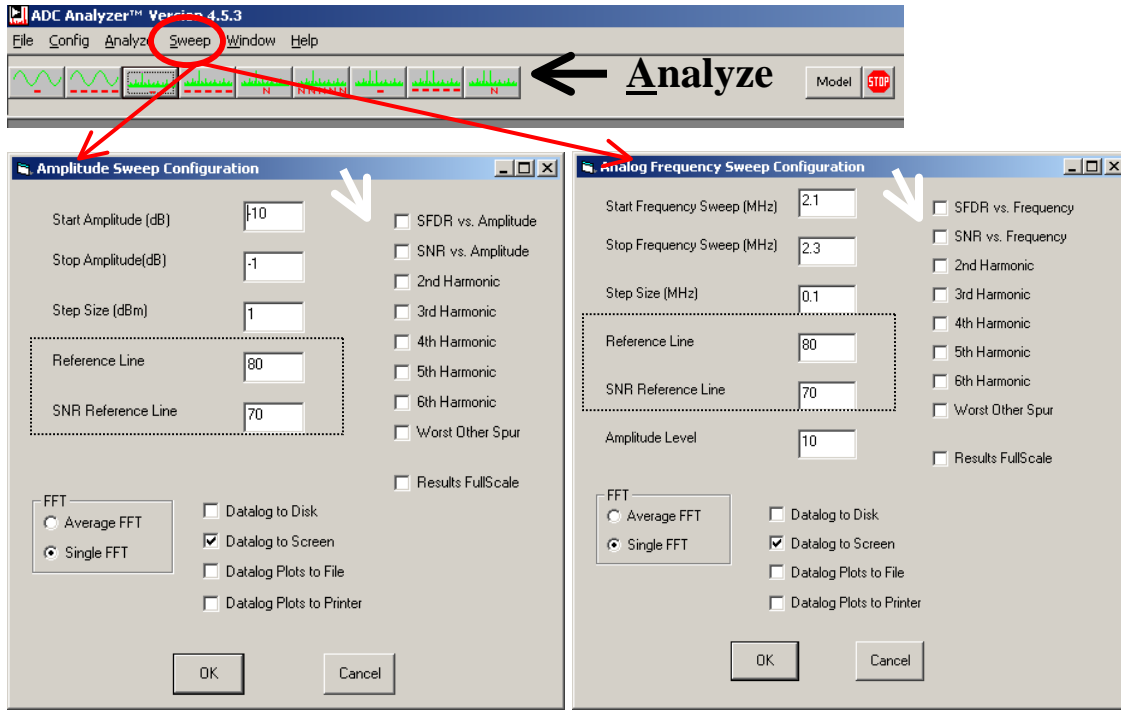 ADC Analyzer™ Version 4.5.3
File Config Analyze Sweep Window Help
N NNNNN N
Analyze
Model STOP
Amplitude Sweep Configuration
Start Amplitude (dB) -10
Stop Amplitude(dB) -1
Step Size (dBm) 1
Reference Line 80
SNR Reference Line 70
SFDR vs. Amplitude
SNR vs. Amplitude
2nd Harmonic
3rd Harmonic
4th Harmonic
5th Harmonic
6th Harmonic
Worst Other Spur
Results FullScale
FFT
Average FFT
Single FFT
Datalog to Disk
Datalog to Screen
Datalog Plots to File
Datalog Plots to Printer
OK Cancel
Analog Frequency Sweep Configuration
Start Frequency Sweep (MHz) 2.1
Stop Frequency Sweep (MHz) 2.3
Step Size (MHz) 0.1
Reference Line 80
SNR Reference Line 70
Amplitude Level 10
SFDR vs. Frequency
SNR vs. Frequency
2nd Harmonic
3rd Harmonic
4th Harmonic
5th Harmonic
6th Harmonic
Worst Other Spur
Results FullScale
FFT
Average FFT
Single FFT
Datalog to Disk
Datalog to Screen
Datalog Plots to File
Datalog Plots to Printer
OK Cancel